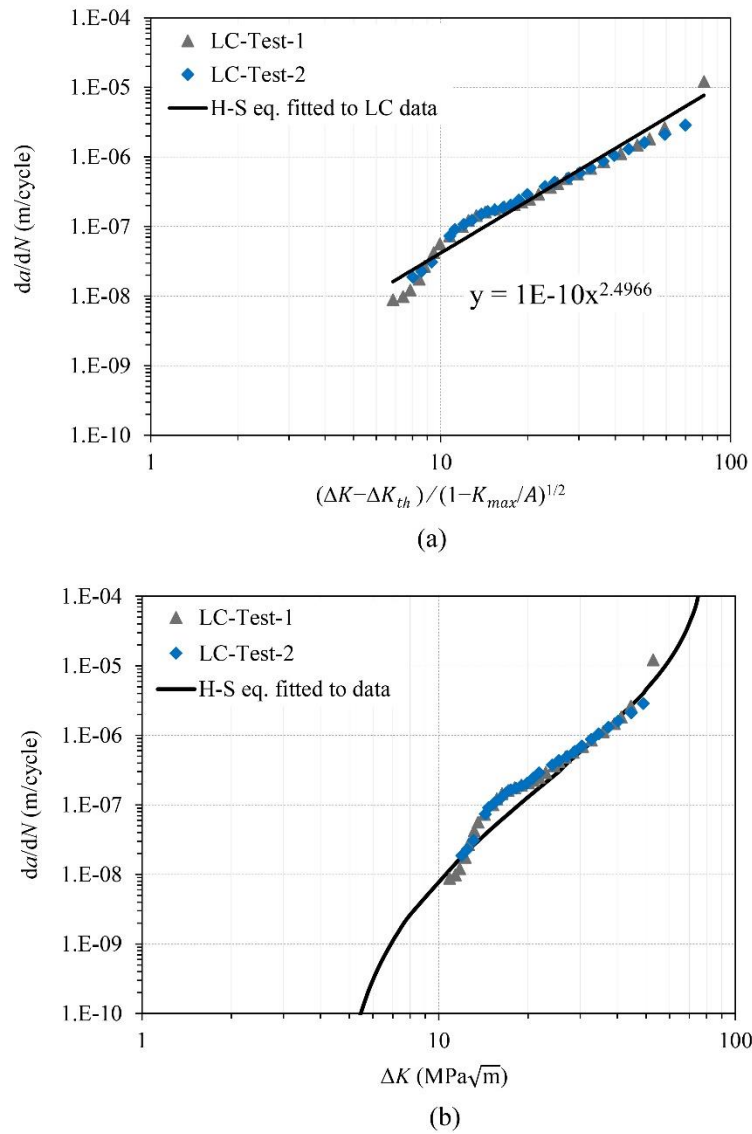 1.E-04
LC-Test-1
LC-Test-2
H-S eq. fitted to LC data
1.E-05
1.E-06
1.E-07
1.E-08
1.E-09
1.E-10
da/dN (m/cycle)
y = 1E-10x^2.4966
1
10
100
(ΔK−ΔK_th)/(1−K_max/A)^1/2
(a)
1.E-04
LC-Test-1
LC-Test-2
H-S eq. fitted to data
1.E-05
1.E-06
1.E-07
1.E-08
1.E-09
1.E-10
da/dN (m/cycle)
1
10
100
ΔK (MPa√m)
(b)